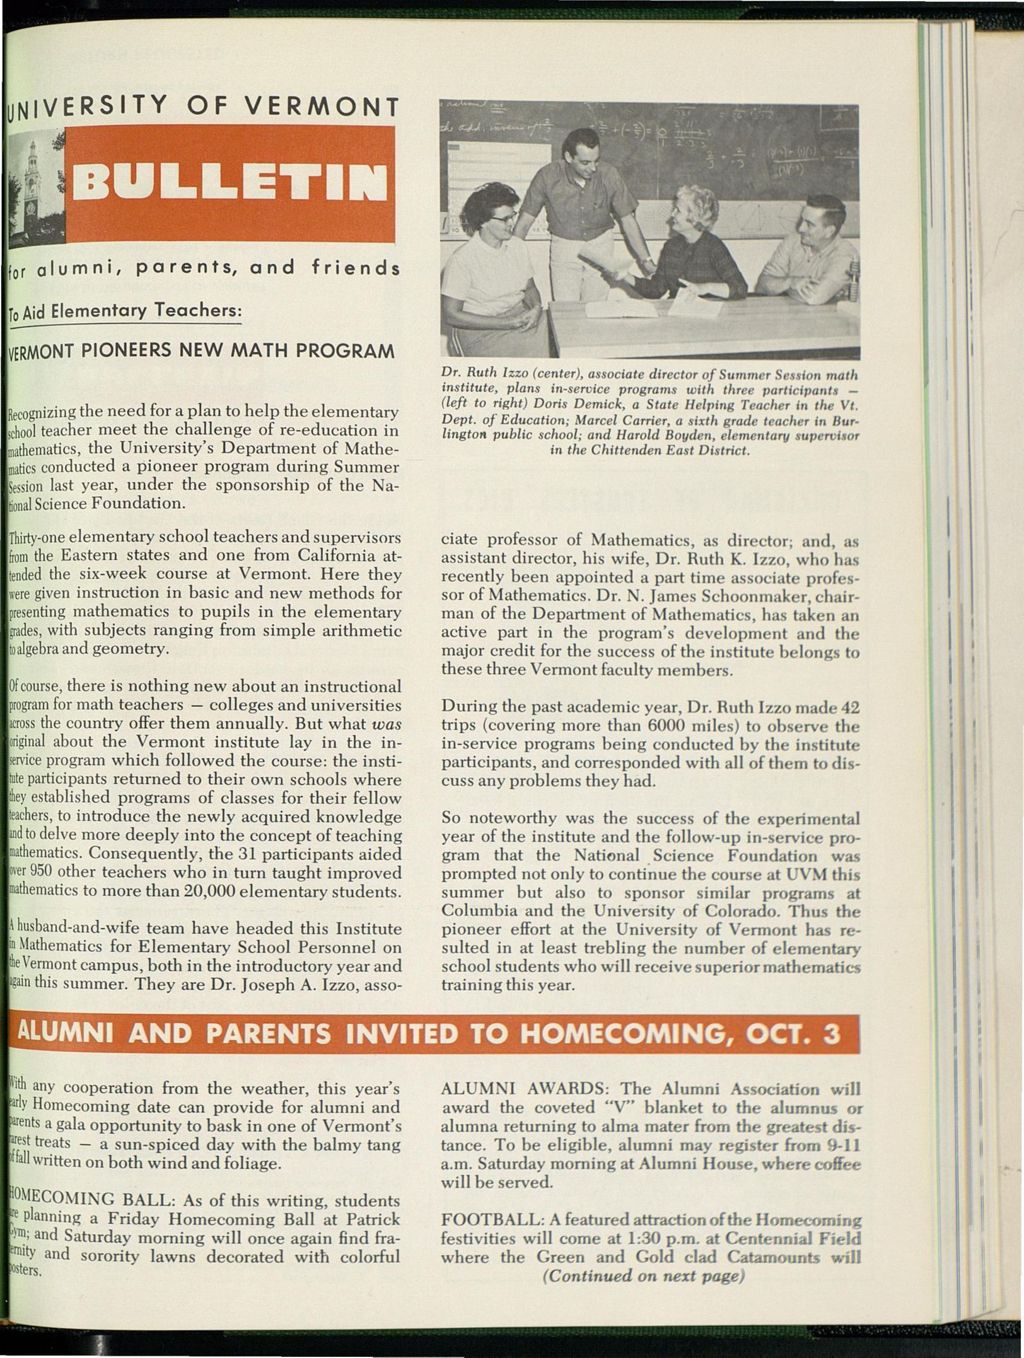 UNIVERSITY OF VERMONT
BULLETIN
for alumni, parents, and friends
To Aid Elementary Teachers:
VERMONT PIONEERS NEW MATH PROGRAM
Recognizing the need for a plan to help the elementary
school teacher meet the challenge of re-education in
mathematics, the University's Department of Mathe-
matics conducted a pioneer program during Summer
Session last year, under the sponsorship of the Na-
tional Science Foundation.
Thirty-one elementary school teachers and supervisors
from the Eastern states and one from California at-
tended the six-week course at Vermont. Here they
were given instruction in basic and new methods for
presenting mathematics to pupils in the elementary
grades, with subjects ranging from simple arithmetic
to algebra and geometry.
Of course, there is nothing new about an instructional
program for math teachers — colleges and universities
across the country offer them annually. But what was
original about the Vermont institute lay in the in-
service program which followed the course: the insti-
tute participants returned to their own schools where
they established programs of classes for their fellow
teachers, to introduce the newly acquired knowledge
and to delve more deeply into the concept of teaching
mathematics. Consequently, the 31 participants aided
over 950 other teachers who in turn taught improved
mathematics to more than 20,000 elementary students.
A husband-and-wife team have headed this Institute
in Mathematics for Elementary School Personnel on
the Vermont campus, both in the introductory year and
again this summer. They are Dr. Joseph A. Izzo, asso-
Dr. Ruth Izzo (center), associate director of Summer Session math
institute, plans in-service programs with three participants —
(left to right) Doris Demick, a State Helping Teacher in the Vt.
Dept. of Education; Marcel Carrier, a sixth grade teacher in Bur-
lington public school; and Harold Boyden, elementary supervisor
in the Chittenden East District.
ciate professor of Mathematics, as director; and, as
assistant director, his wife, Dr. Ruth K. Izzo, who has
recently been appointed a part time associate profes-
sor of Mathematics. Dr. N. James Schoonmaker, chair-
man of the Department of Mathematics, has taken an
active part in the program's development and the
major credit for the success of the institute belongs to
these three Vermont faculty members.
During the past academic year, Dr. Ruth Izzo made 42
trips (covering more than 6000 miles) to observe the
in-service programs being conducted by the institute
participants, and corresponded with all of them to dis-
cuss any problems they had.
So noteworthy was the success of the experimental
year of the institute and the follow-up in-service pro-
gram that the National Science Foundation was
prompted not only to continue the course at UVM this
summer but also to sponsor similar programs at
Columbia and the University of Colorado. Thus the
pioneer effort at the University of Vermont has re-
sulted in at least trebling the number of elementary
school students who will receive superior mathematics
training this year.
ALUMNI AND PARENTS INVITED TO HOMECOMING, OCT. 3
With any cooperation from the weather, this year's
early Homecoming date can provide for alumni and
parents a gala opportunity to bask in one of Vermont's
rarest treats — a sun-spiced day with the balmy tang
of fall written on both wind and foliage.
HOMECOMING BALL: As of this writing, students
are planning a Friday Homecoming Ball at Patrick
Gym; and Saturday morning will once again find fra-
ternity and sorority lawns decorated with colorful
posters.
ALUMNI AWARDS: The Alumni Association will
award the coveted "V" blanket to the alumnus or
alumna returning to alma mater from the greatest dis-
tance. To be eligible, alumni may register from 9-11
a.m. Saturday morning at Alumni House, where coffee
will be served.
FOOTBALL: A featured attraction of the Homecoming
festivities will come at 1:30 p.m. at Centennial Field
where the Green and Gold clad Catamounts will
(Continued on next page)